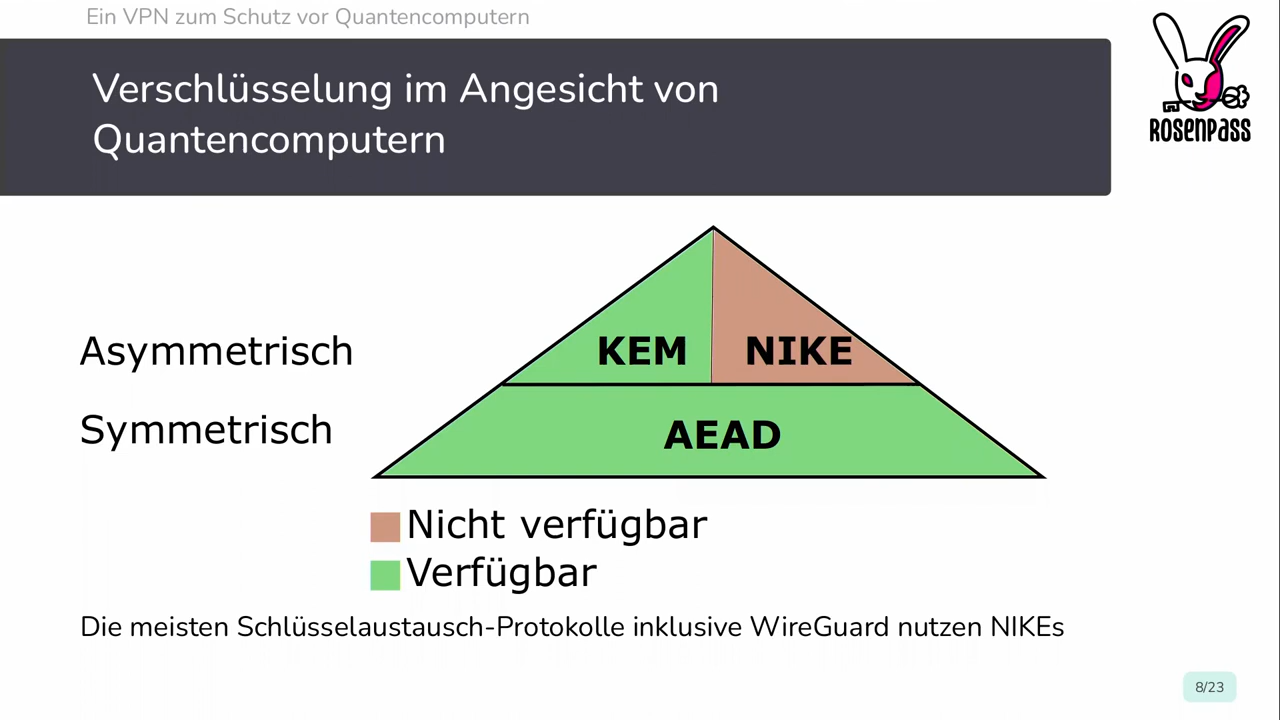 Ein VPN zum Schutz vor Quantencomputern
Verschlüsselung im Angesicht von
Quantencomputern
ROSENPASS
Asymmetrisch
KEM NIKE
Symmetrisch
AEAD
Nicht verfügbar
Verfügbar
Die meisten Schlüsselaustausch-Protokolle inklusive WireGuard nutzen NIKEs
8/23